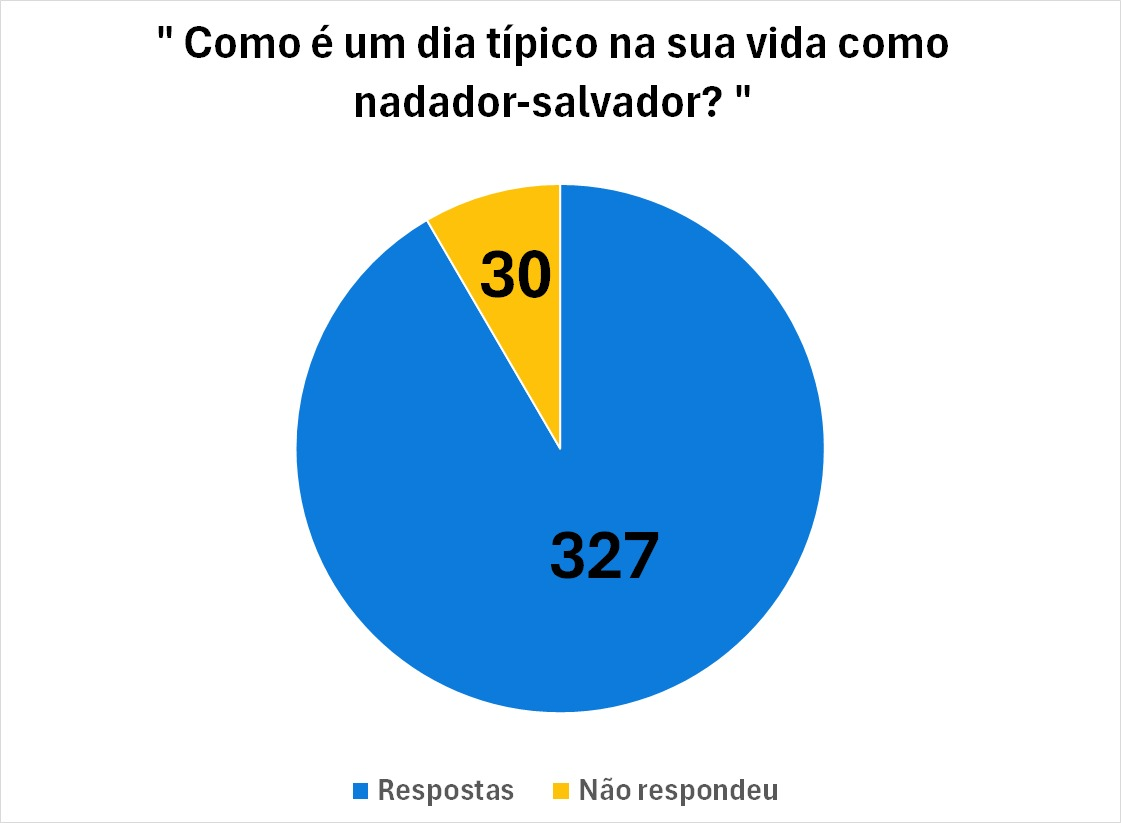 " Como é um dia típico na sua vida como
nadador-salvador? "
30
327
Respostas
Não respondeu